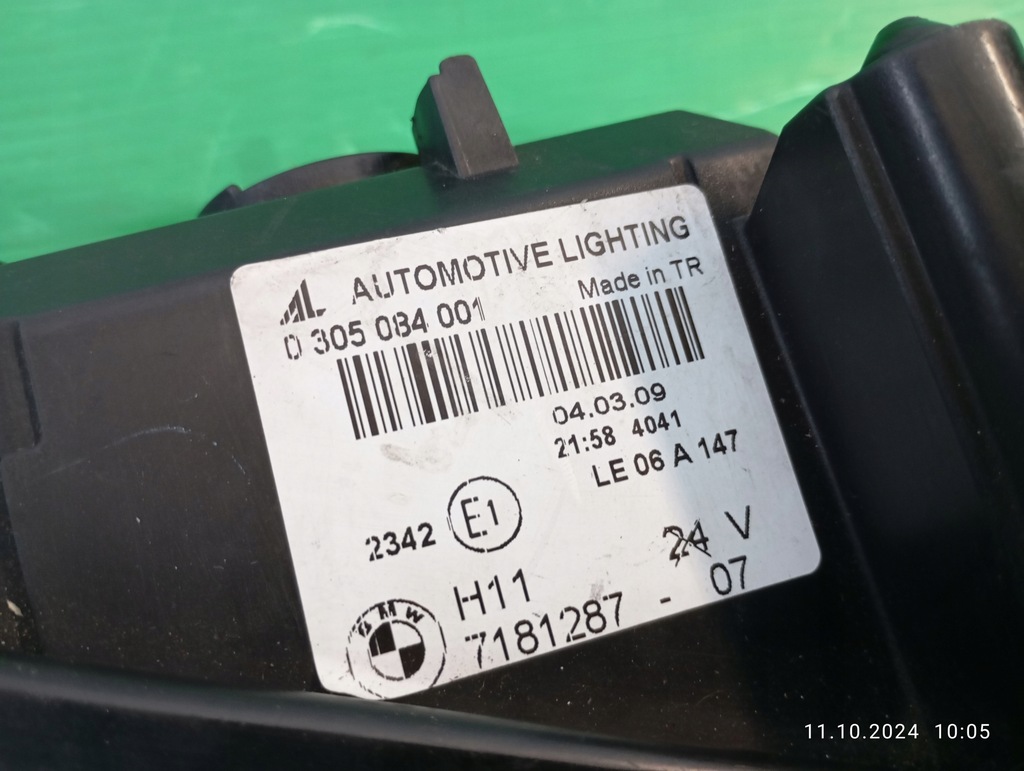 AL AUTOMOTIVE LIGHTING
0 305 084 001 Made in TR
04.03.09
21:58 4041
LE 06 A 147
2342 E1
24 V
H11
BMW 7181287 - 07
11.10.2024 10:05